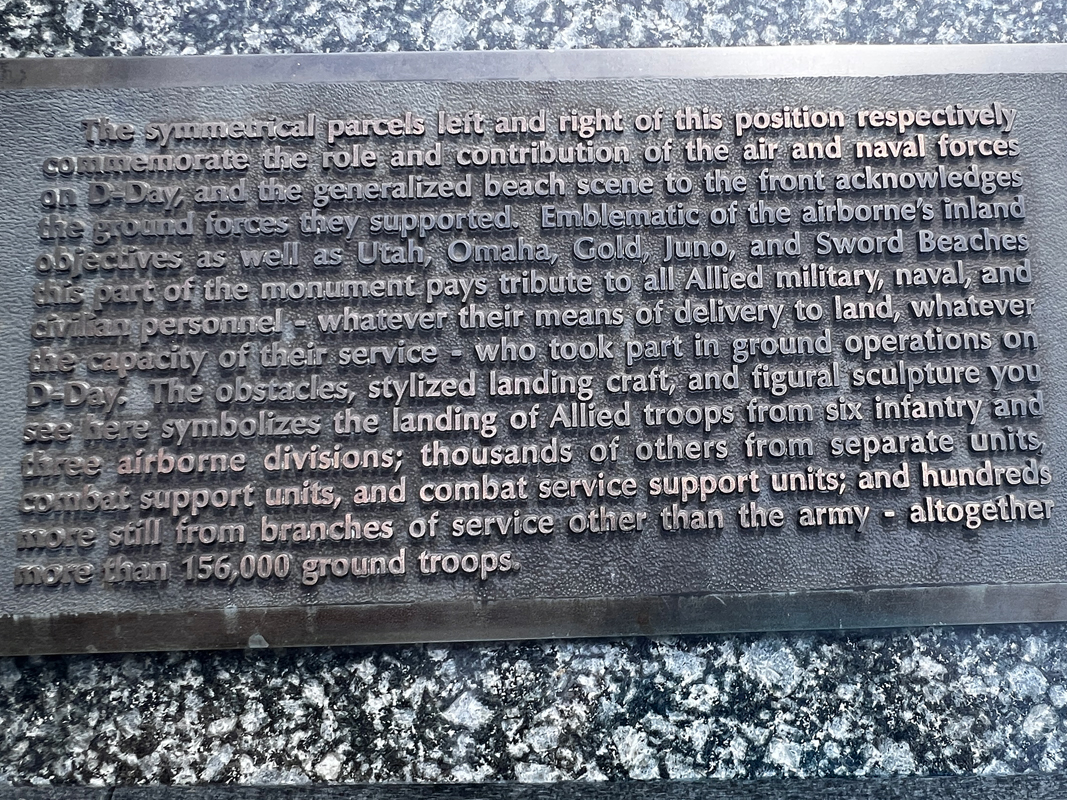 The symmetrical parcels left and right of this position respectively
commemorate the role and contribution of the air and naval forces
on D-Day, and the generalized beach scene to the front acknowledges
the ground forces they supported. Emblematic of the airborne's inland
objectives as well as Utah, Omaha, Gold, Juno, and Sword Beaches
this part of the monument pays tribute to all Allied military, naval, and
civilian personnel - whatever their means of delivery to land, whatever
the capacity of their service - who took part in ground operations on
D-Day. The obstacles, stylized landing craft, and figural sculpture you
see here symbolizes the landing of Allied troops from six infantry and
three airborne divisions; thousands of others from separate units,
combat support units, and combat service support units; and hundreds
more still from branches of service other than the army - altogether
more than 156,000 ground troops.